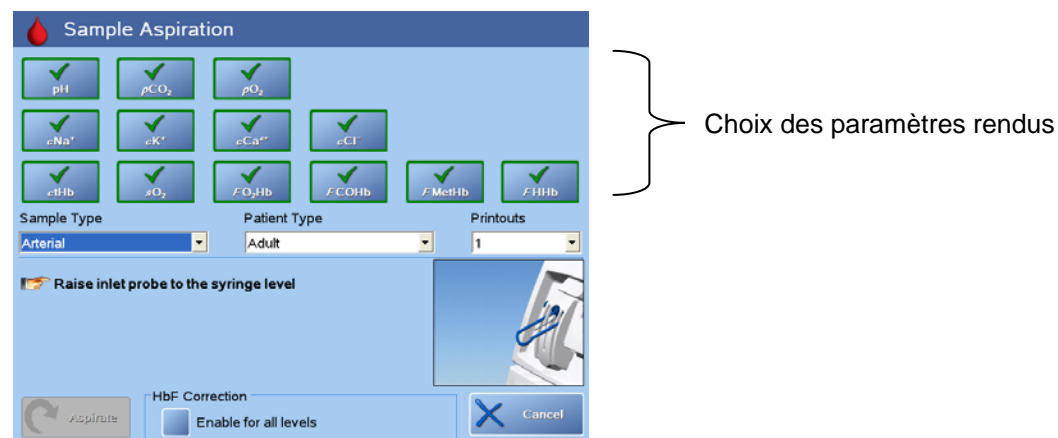 Sample Aspiration
pH pCO₂ pO₂
cNa⁺ cK⁺ cCa²⁺ cCl⁻
ctHb sO₂ FO₂Hb FCOHb FMetHb FHHb
Choix des paramètres rendus
Sample Type Patient Type Printouts
Arterial Adult 1
Raise inlet probe to the syringe level
HbF Correction
Aspirate Enable for all levels Cancel